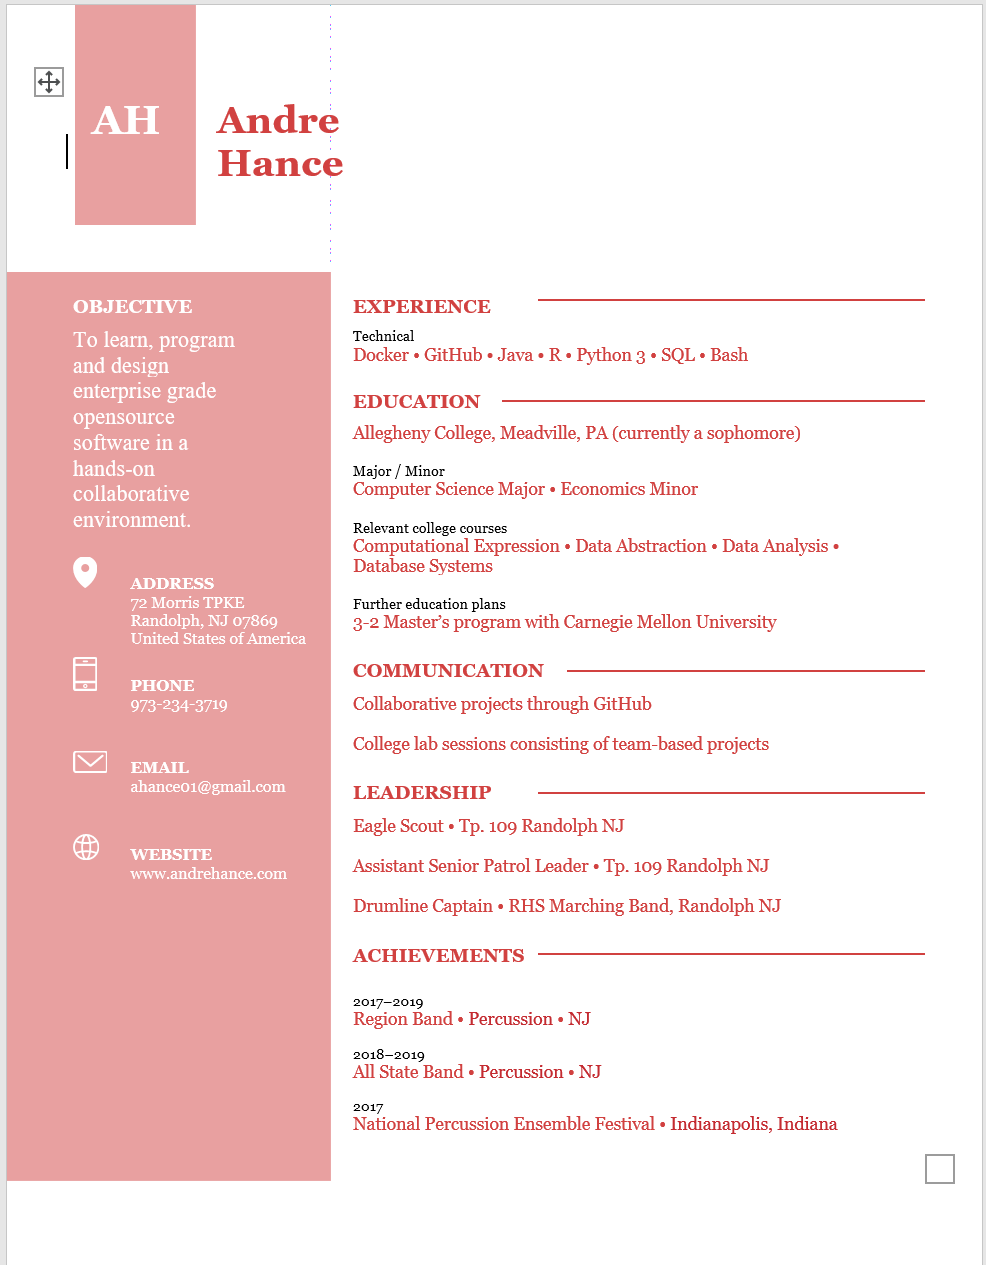 AH
Andre
Hance
OBJECTIVE
To learn, program
and design
enterprise grade
opensource
software in a
hands-on
collaborative
environment.
ADDRESS
72 Morris TPKE
Randolph, NJ 07869
United States of America
PHONE
973-234-3719
EMAIL
ahance01@gmail.com
WEBSITE
www.andrehance.com
EXPERIENCE
Technical
Docker • GitHub • Java • R • Python 3 • SQL • Bash
EDUCATION
Allegheny College, Meadville, PA (currently a sophomore)
Major / Minor
Computer Science Major • Economics Minor
Relevant college courses
Computational Expression • Data Abstraction • Data Analysis •
Database Systems
Further education plans
3-2 Master’s program with Carnegie Mellon University
COMMUNICATION
Collaborative projects through GitHub
College lab sessions consisting of team-based projects
LEADERSHIP
Eagle Scout • Tp. 109 Randolph NJ
Assistant Senior Patrol Leader • Tp. 109 Randolph NJ
Drumline Captain • RHS Marching Band, Randolph NJ
ACHIEVEMENTS
2017–2019
Region Band • Percussion • NJ
2018–2019
All State Band • Percussion • NJ
2017
National Percussion Ensemble Festival • Indianapolis, Indiana